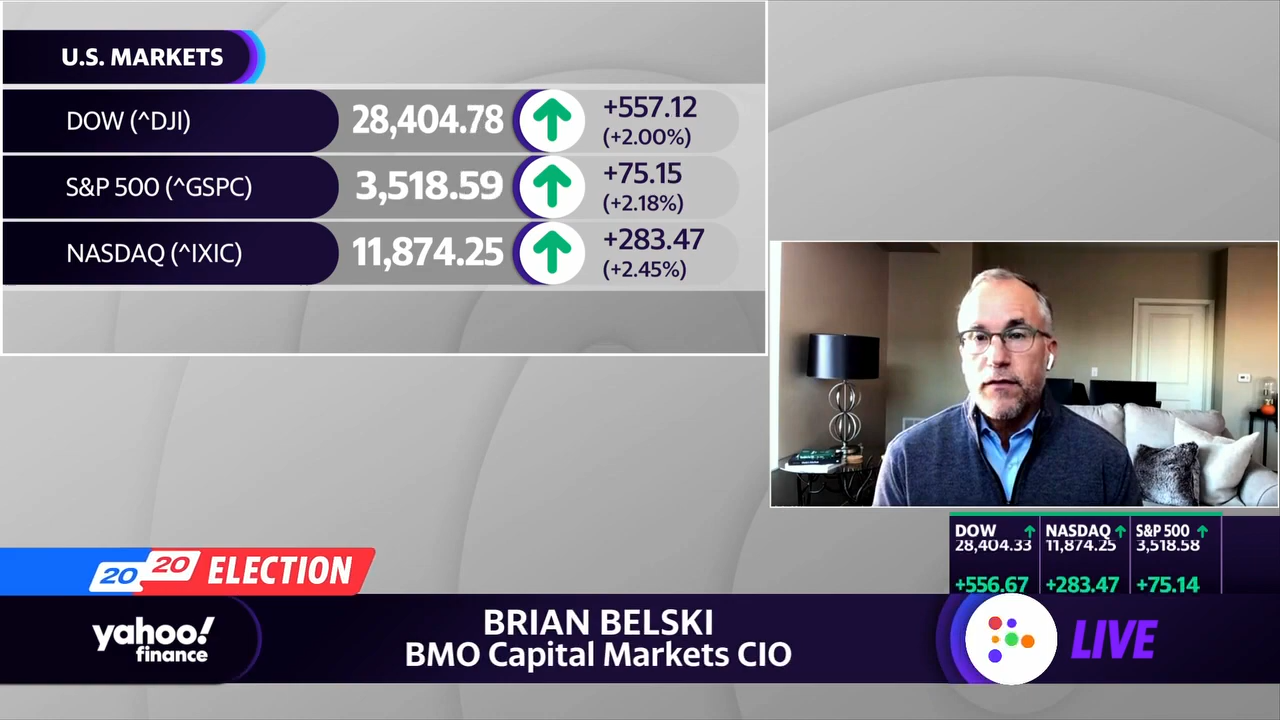 U.S. MARKETS
DOW (^DJI) 28,404.78 +557.12
(+2.00%)
S&P 500 (^GSPC) 3,518.59 +75.15
(+2.18%)
NASDAQ (^IXIC) 11,874.25 +283.47
(+2.45%)
DOW NASDAQ S&P 500
28,404.33 11,874.25 3,518.58
+556.67 +283.47 +75.14
2020 ELECTION
yahoo!
finance
BRIAN BELSKI
BMO Capital Markets CIO
LIVE